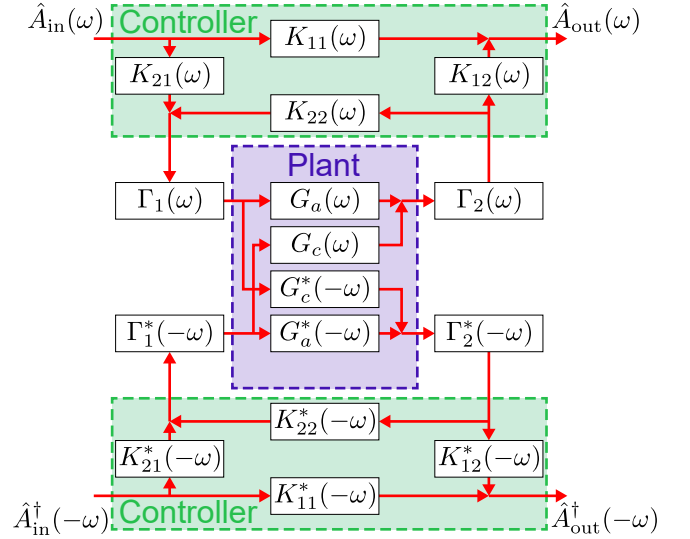 Â_in(ω) Controller Â_out(ω)
K_11(ω)
K_21(ω) K_12(ω)
K_22(ω)
Plant
Γ_1(ω) G_a(ω) Γ_2(ω)
G_c(ω)
G_c^*(−ω)
Γ_1^*(−ω) G_a^*(−ω) Γ_2^*(−ω)
K_22^*(−ω)
K_21^*(−ω) K_12^*(−ω)
K_11^*(−ω)
Â_in^†(−ω) Controller Â_out^†(−ω)